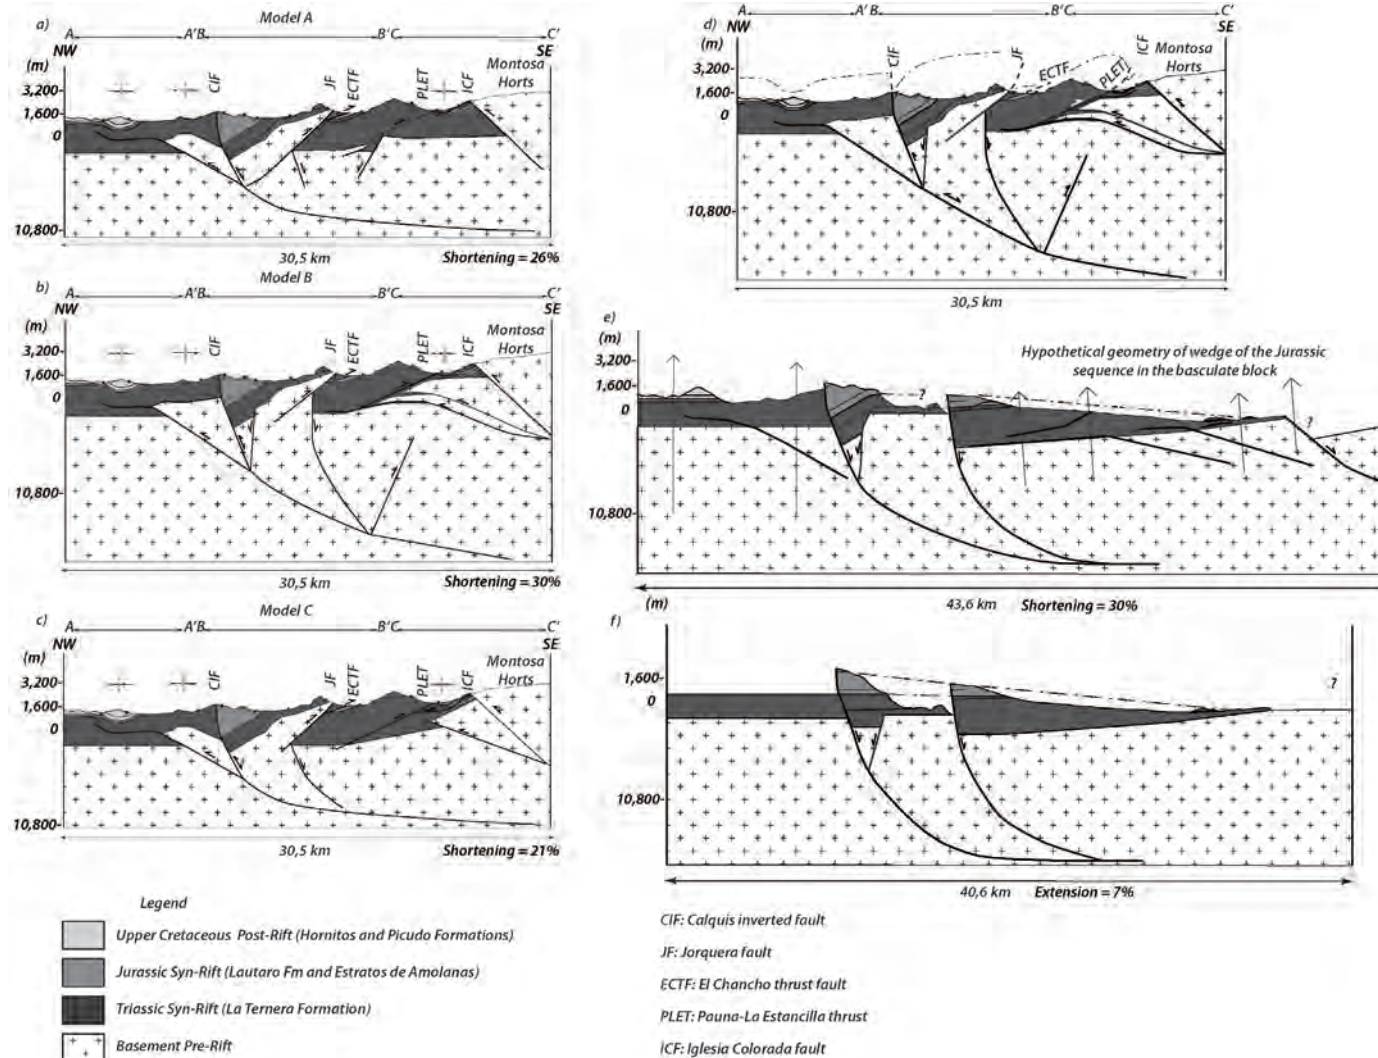 a)
Model A
A A'B B'C C'
NW SE
(m)
3,200
1,600
0
10,800
CIF
JF
ECTF
PLET
ICF
Montosa
Horts
30,5 km
Shortening = 26%
b)
Model B
A A'B B'C C'
NW SE
(m)
3,200
1,600
0
10,800
CIF
JF
ECTF
PLET
ICF
Montosa
Horts
30,5 km
Shortening = 30%
c)
Model C
A A'B B'C C'
NW SE
(m)
3,200
1,600
0
10,800
CIF
JF
ECTF
PLET
ICF
Montosa
Horts
30,5 km
Shortening = 21%
d)
A A'B B'C C'
NW SE
(m)
3,200
1,600
0
10,800
CIF
JF
ECTF
PLET
ICF
Montosa
Horts
30,5 km
e)
(m)
3,200
1,600
0
10,800
Hypothetical geometry of wedge of the Jurassic
sequence in the basculate block
?
?
43,6 km Shortening = 30%
f)
(m)
1,600
0
10,800
?
40,6 km Extension = 7%
Legend
Upper Cretaceous Post-Rift (Hornitos and Picudo Formations)
Jurassic Syn-Rift (Lautaro Fm and Estratos de Amolanas)
Triassic Syn-Rift (La Ternera Formation)
Basement Pre-Rift
CIF: Calquis inverted fault
JF: Jorquera fault
ECTF: El Chancho thrust fault
PLET: Pauna-La Estancilla thrust
ICF: Iglesia Colorada fault